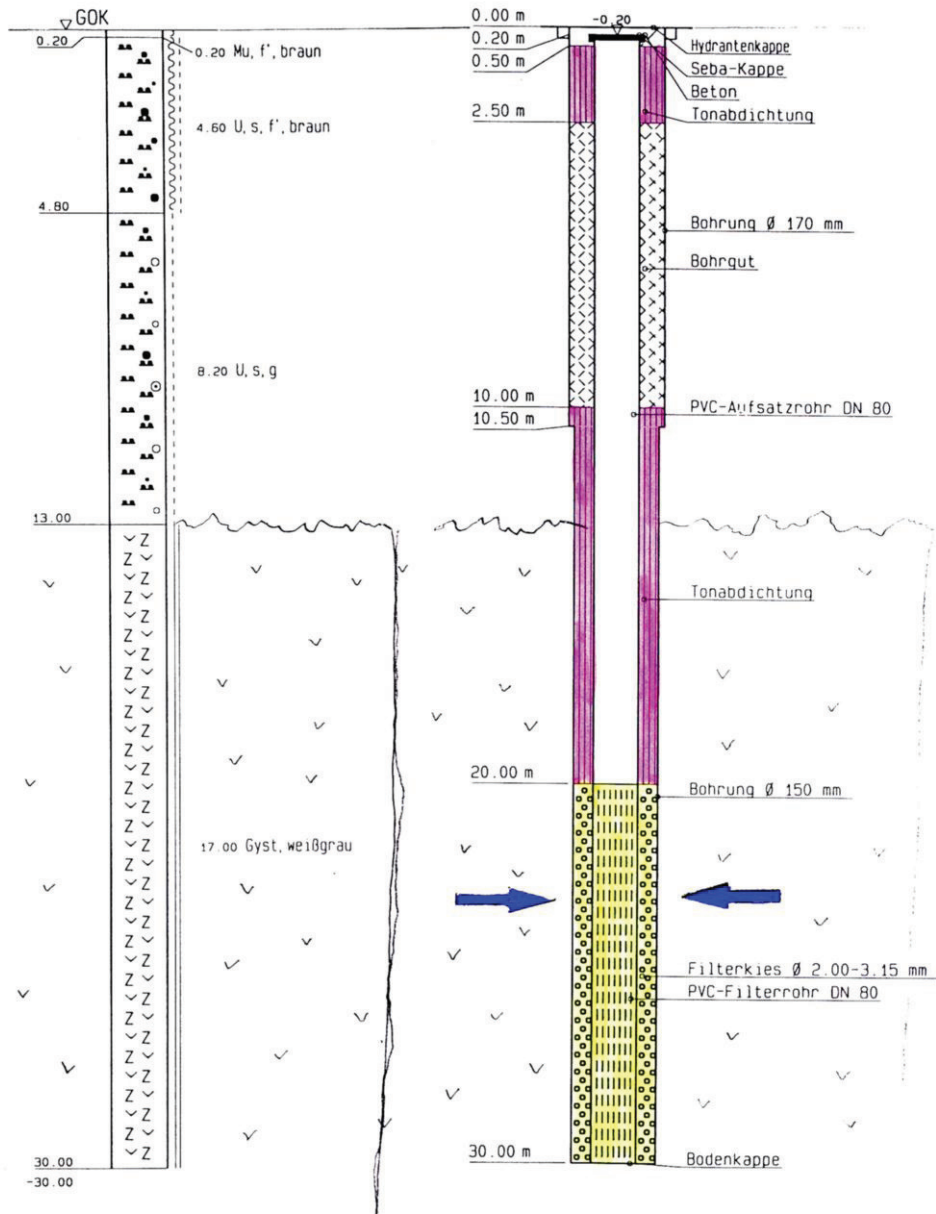 GOK
0.20
0.20 Mu, f', braun
4.60 U, s, f', braun
4.80
8.20 U, s, g
13.00
17.00 Gyst, weißgrau
30.00
-30.00
0.00 m
-0.20
0.20 m
0.50 m
Hydrantenkappe
Seba-Kappe
Beton
2.50 m
Tonabdichtung
Bohrung Ø 170 mm
Bohrgut
10.00 m
PVC-Aufsatzrohr DN 80
10.50 m
Tonabdichtung
20.00 m
Bohrung Ø 150 mm
Filterkies Ø 2.00-3.15 mm
PVC-Filterrohr DN 80
30.00 m
Bodenkappe